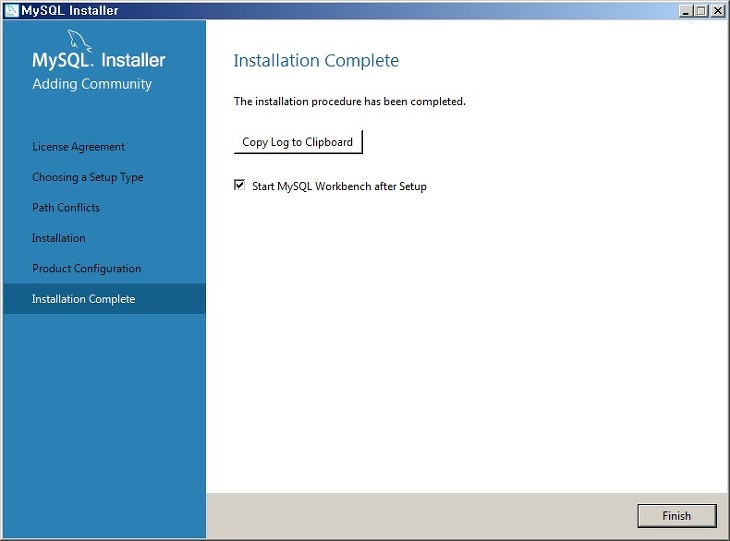 MySQL Installer
MySQL. Installer
Adding Community
License Agreement
Choosing a Setup Type
Path Conflicts
Installation
Product Configuration
Installation Complete
Installation Complete
The installation procedure has been completed.
Copy Log to Clipboard
Start MySQL Workbench after Setup
Finish